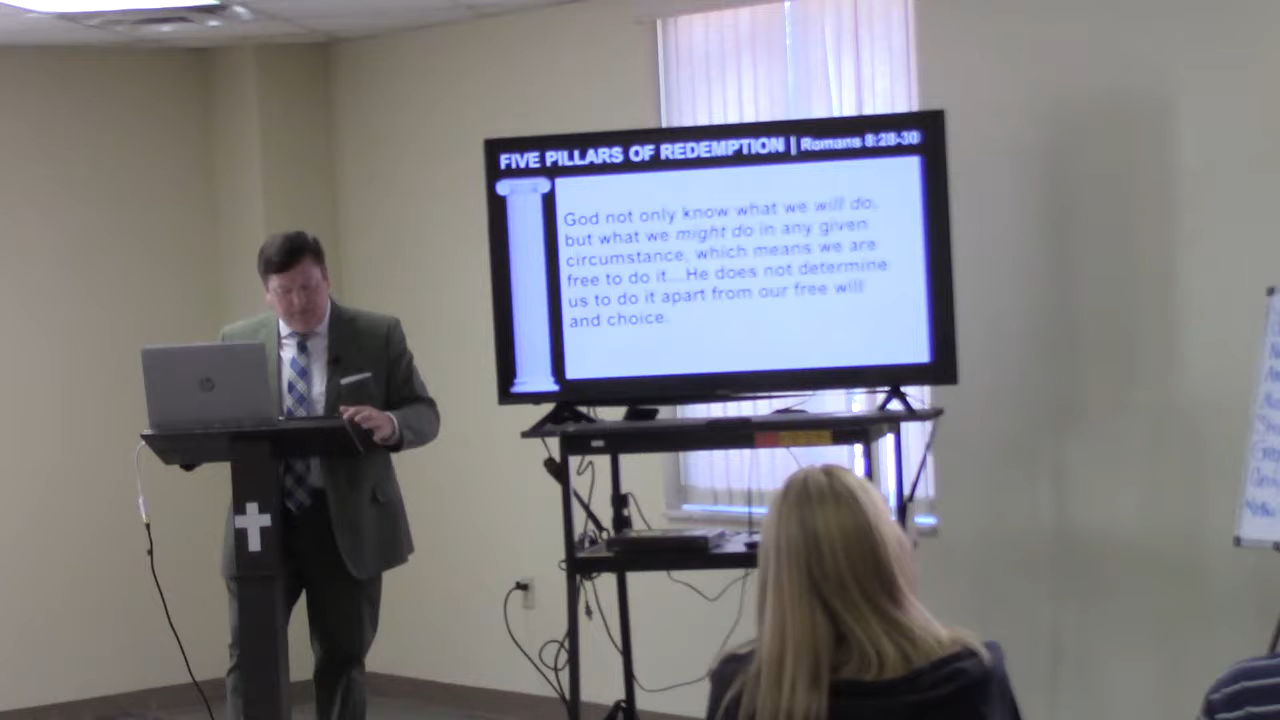 FIVE PILLARS OF REDEMPTION | Romans 8:28-30
God not only know what we will do,
but what we might do in any given
circumstance, which means we are
free to do it...He does not determine
us to do it apart from our free will
and choice.
hp